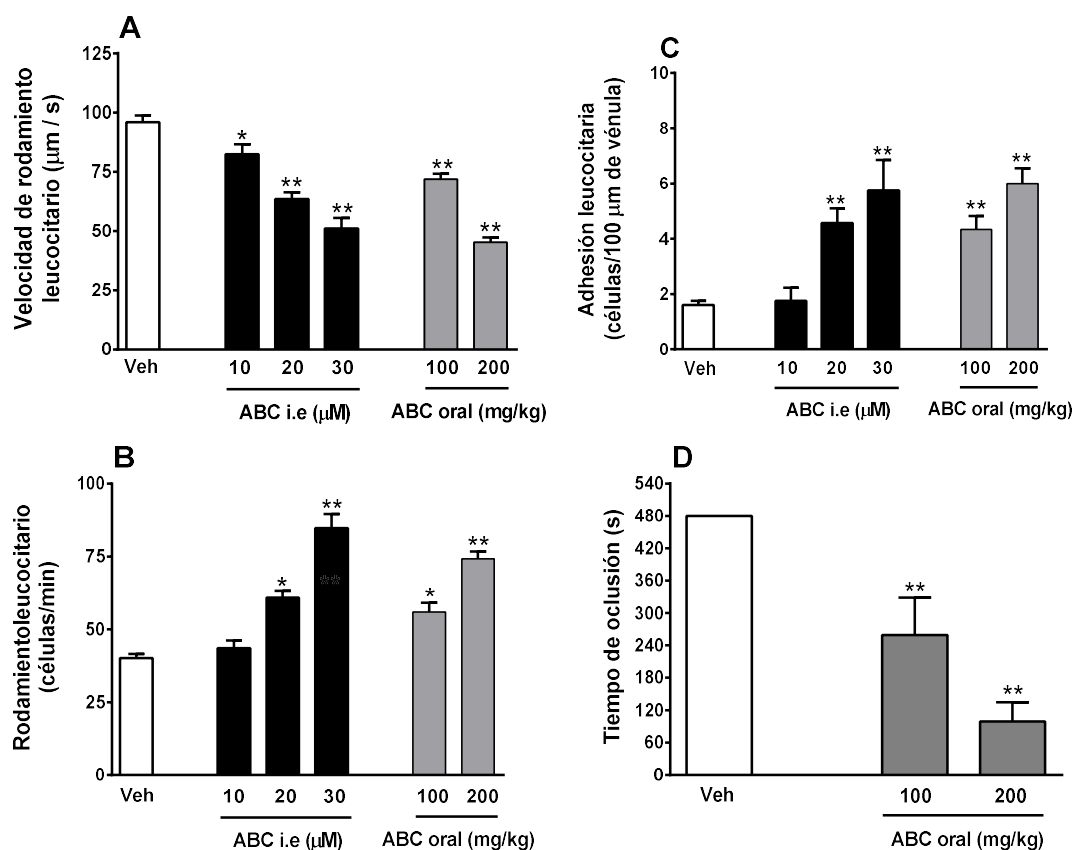 A
Velocidad de rodamiento
leucocitario (μm / s)
125
100
75
50
25
0
*
**
**
**
**
Veh
10
20
30
100
200
ABC i.e (μM)
ABC oral (mg/kg)
C
Adhesión leucocitaria
(células/100 μm de vénula)
10
8
6
4
2
0
**
**
**
**
Veh
10
20
30
100
200
ABC i.e (μM)
ABC oral (mg/kg)
B
Rodamientoleucocitario
(células/min)
100
75
50
25
0
*
**
**
*
**
Veh
10
20
30
100
200
ABC i.e (μM)
ABC oral (mg/kg)
D
Tiempo de oclusión (s)
540
480
420
360
300
240
180
120
60
0
**
**
Veh
100
200
ABC oral (mg/kg)